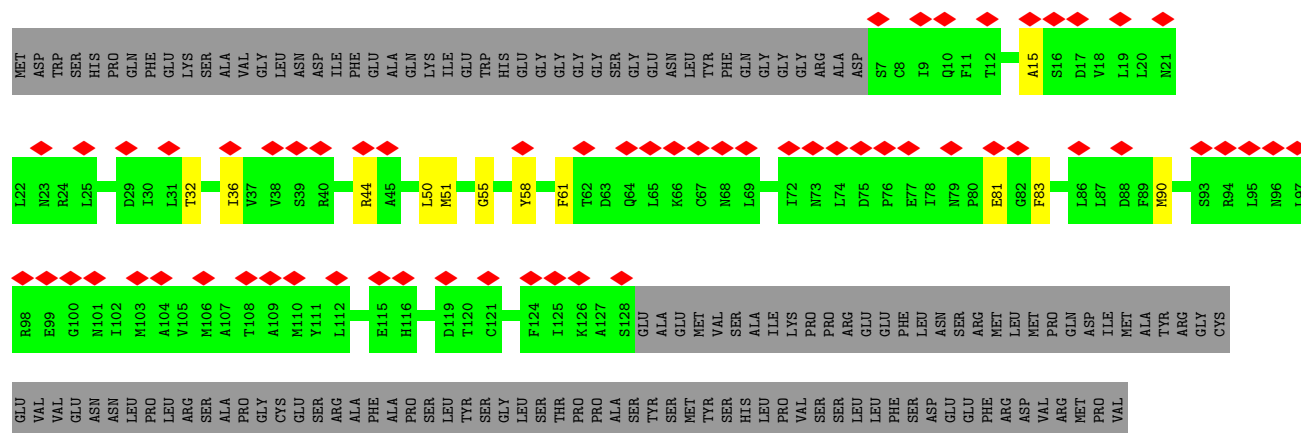 MET ASP TRP SER HIS PRO GLN PHE GLU LYS SER ALA VAL GLY LEU ASN ASP ILE PHE GLU ALA GLN LYS ILE GLU TRP HIS GLU GLY GLY GLY GLY SER GLY GLU ASN LEU TYR PHE GLN GLY GLY GLY ARG ALA ASP S7 C8 I9 Q10 F11 T12 A15 S16 D17 V18 L19 L20 N21
L22 N23 R24 L25 D29 I30 L31 T32 I36 V37 V38 S39 R40 R44 A45 L50 M51 G55 Y58 F61 T62 D63 Q64 L65 K66 C67 N68 L69 I72 N73 L74 D75 P76 E77 I78 N79 P80 E81 G82 F83 L86 L87 D88 F89 M90 S93 R94 L95 N96 L97
R98 E99 G100 N101 I102 M103 A104 V105 M106 A107 T108 A109 M110 Y111 L112 E115 H116 D119 T120 C121 F124 I125 K126 A127 S128 GLU ALA GLU MET VAL SER ALA ILE LYS PRO PRO ARG GLU GLU PHE LEU ASN SER ARG MET LEU MET PRO GLN ASP ILE MET ALA TYR ARG GLY CYS
GLU VAL VAL GLU ASN ASN LEU PRO LEU ARG SER ALA PRO GLY CYS GLU SER ARG ALA PHE ALA PRO SER LEU TYR SER GLY LEU SER THR PRO PRO ALA SER TYR SER MET TYR SER HIS LEU PRO VAL SER SER LEU LEU PHE SER ASP GLU GLU PHE ARG ASP VAL ARG MET PRO VAL